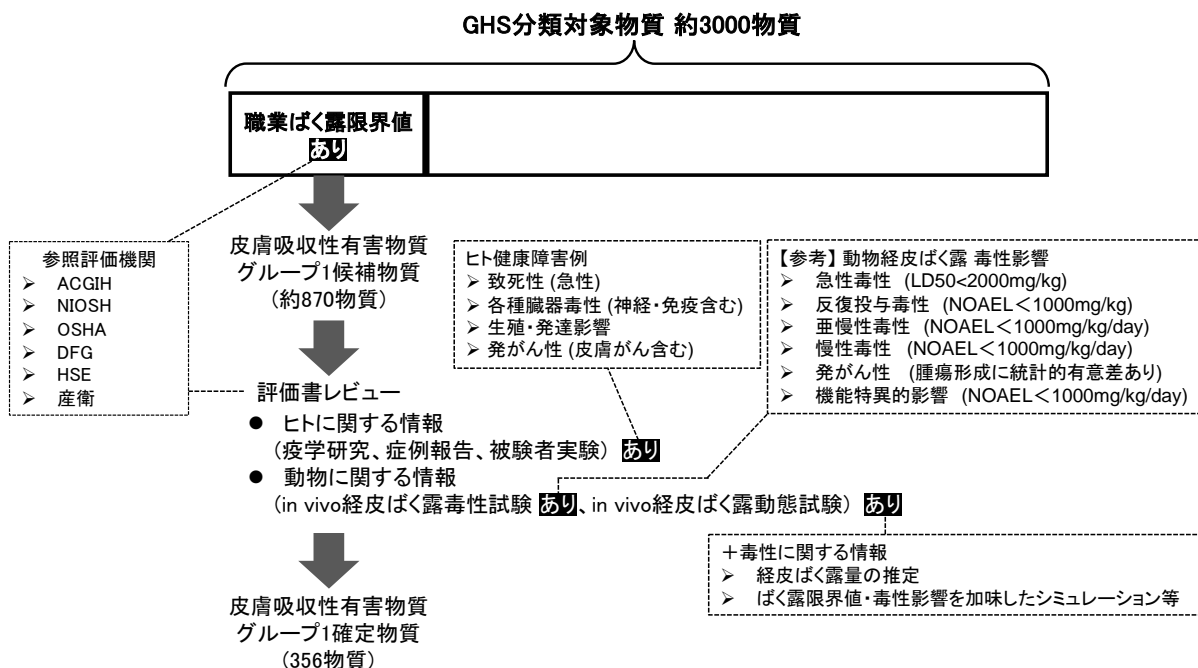 GHS分類対象物質 約3000物質
職業ばく露限界値
あり
皮膚吸収性有害物質
グループ1候補物質
(約870物質)
参照評価機関
➢ ACGIH
➢ NIOSH
➢ OSHA
➢ DFG
➢ HSE
➢ 産衛
ヒト健康障害例
➢ 致死性 (急性)
➢ 各種臓器毒性 (神経・免疫含む)
➢ 生殖・発達影響
➢ 発がん性 (皮膚がん含む)
【参考】 動物経皮ばく露 毒性影響
➢ 急性毒性 (LD50<2000mg/kg)
➢ 反復投与毒性 (NOAEL<1000mg/kg)
➢ 亜慢性毒性 (NOAEL<1000mg/kg/day)
➢ 慢性毒性 (NOAEL<1000mg/kg/day)
➢ 発がん性 (腫瘍形成に統計的有意差あり)
➢ 機能特異的影響 (NOAEL<1000mg/kg/day)
評価書レビュー
● ヒトに関する情報
(疫学研究、症例報告、被験者実験) あり
● 動物に関する情報
(in vivo経皮ばく露毒性試験 あり、in vivo経皮ばく露動態試験) あり
+毒性に関する情報
➢ 経皮ばく露量の推定
➢ ばく露限界値・毒性影響を加味したシミュレーション等
皮膚吸収性有害物質
グループ1確定物質
(356物質)